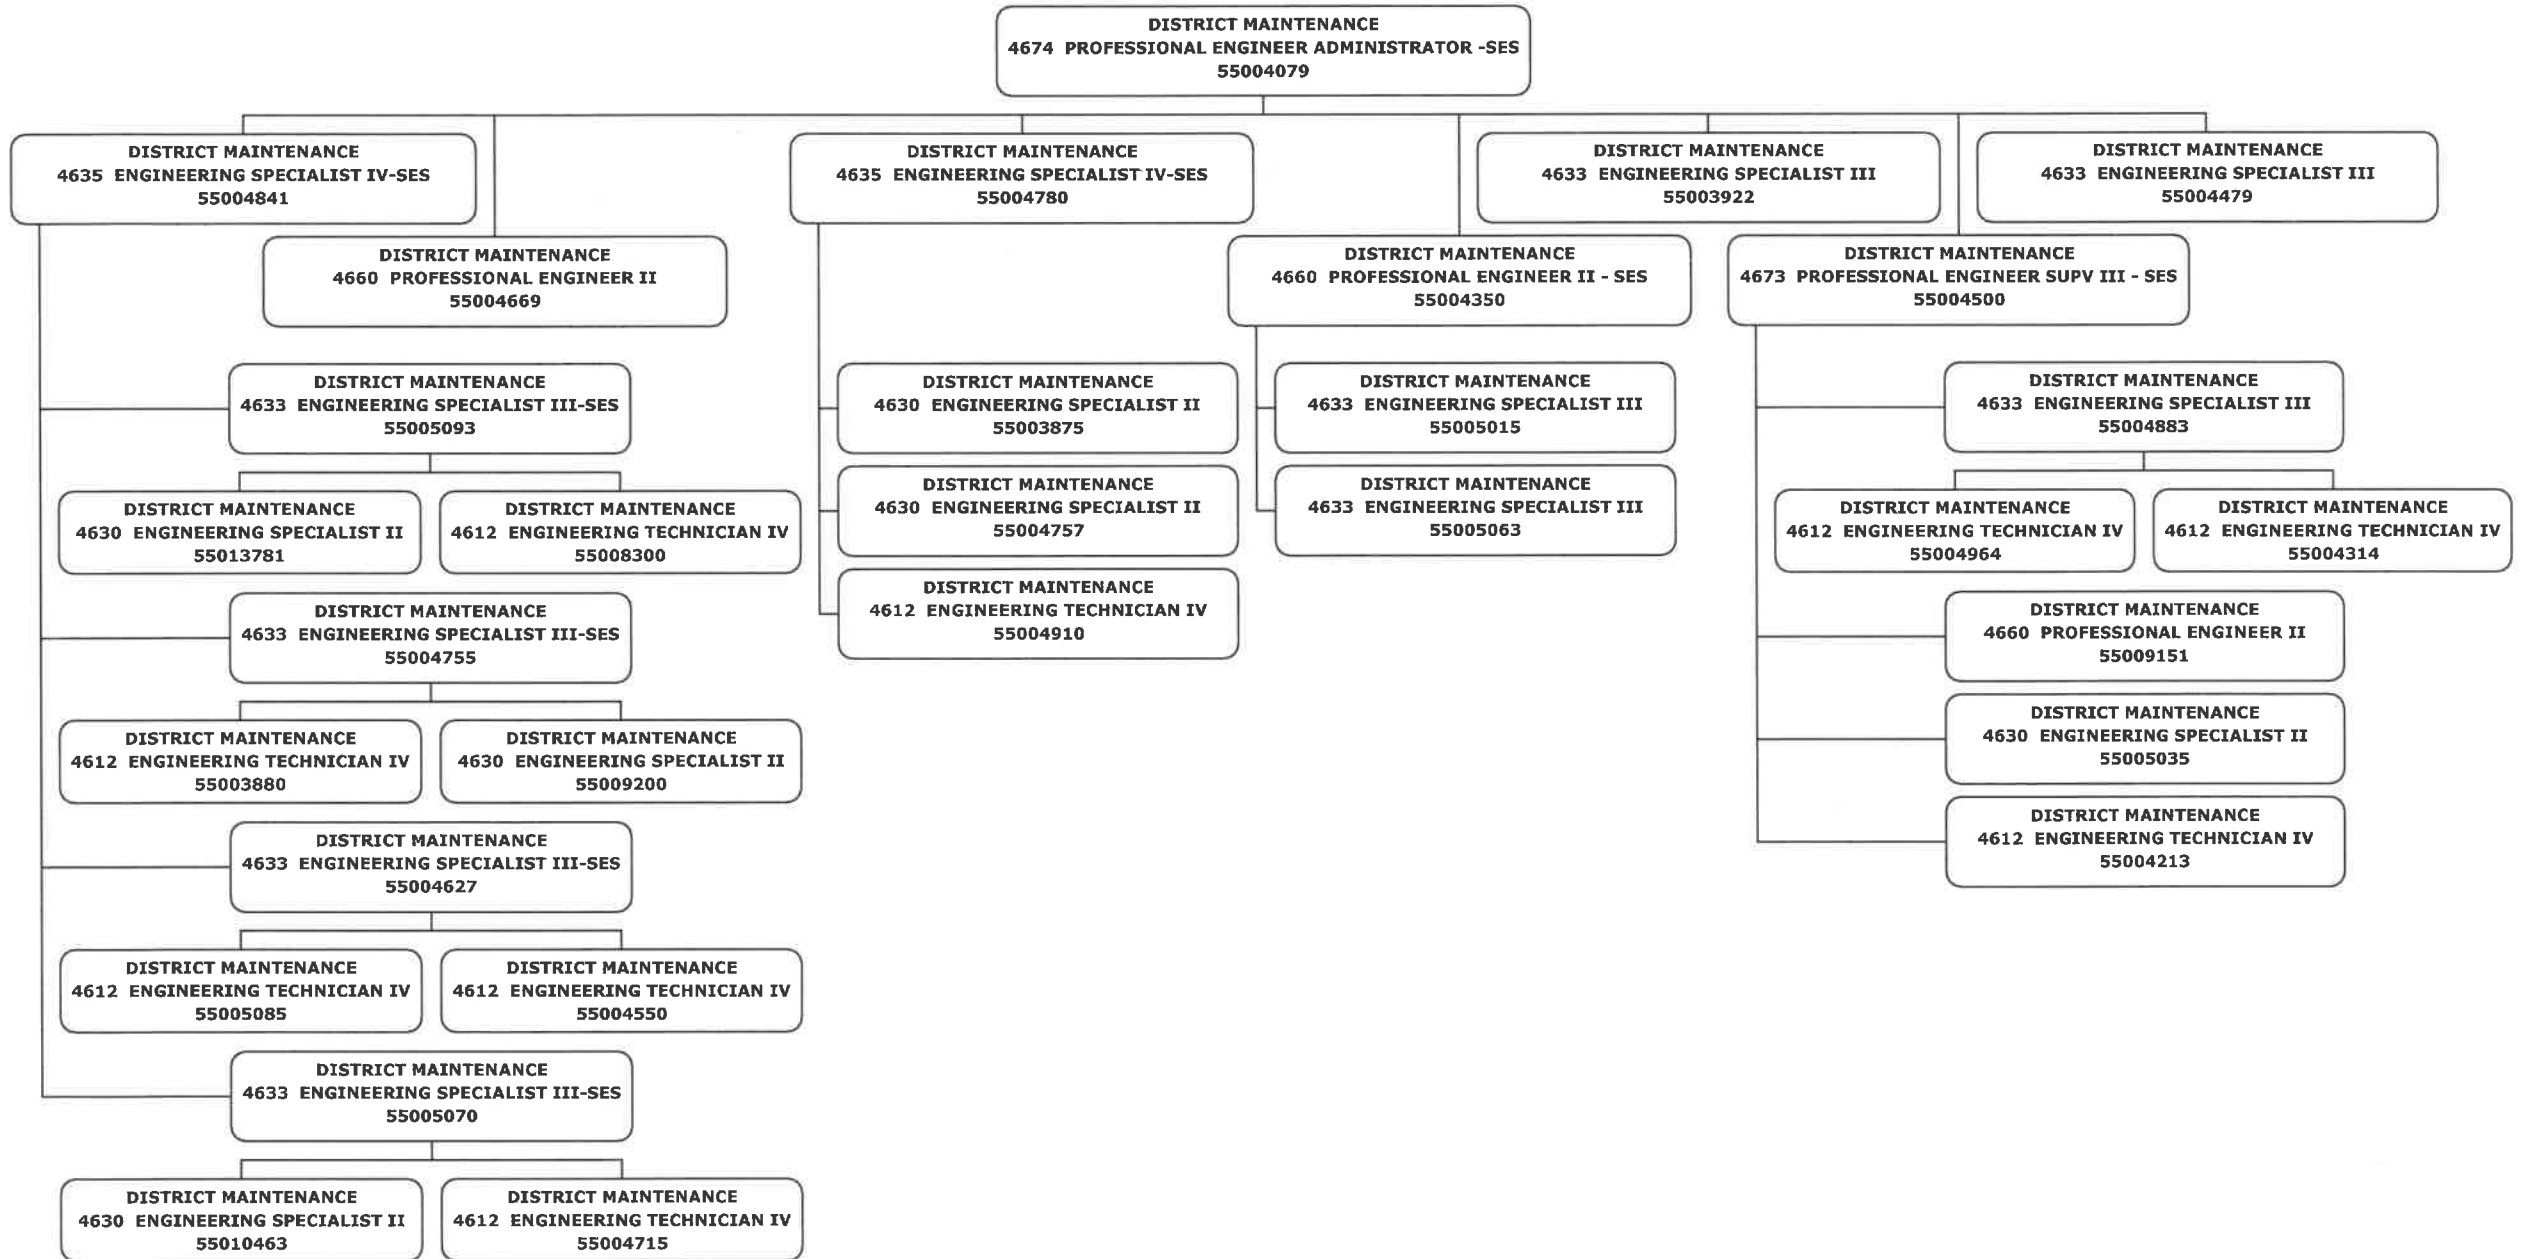 DISTRICT MAINTENANCE
4674 PROFESSIONAL ENGINEER ADMINISTRATOR -SES
55004079
DISTRICT MAINTENANCE
4635 ENGINEERING SPECIALIST IV-SES
55004841
DISTRICT MAINTENANCE
4635 ENGINEERING SPECIALIST IV-SES
55004780
DISTRICT MAINTENANCE
4633 ENGINEERING SPECIALIST III
55003922
DISTRICT MAINTENANCE
4633 ENGINEERING SPECIALIST III
55004479
DISTRICT MAINTENANCE
4660 PROFESSIONAL ENGINEER II
55004669
DISTRICT MAINTENANCE
4660 PROFESSIONAL ENGINEER II - SES
55004350
DISTRICT MAINTENANCE
4673 PROFESSIONAL ENGINEER SUPV III - SES
55004500
DISTRICT MAINTENANCE
4633 ENGINEERING SPECIALIST III-SES
55005093
DISTRICT MAINTENANCE
4630 ENGINEERING SPECIALIST II
55013781
DISTRICT MAINTENANCE
4612 ENGINEERING TECHNICIAN IV
55008300
DISTRICT MAINTENANCE
4633 ENGINEERING SPECIALIST III-SES
55004755
DISTRICT MAINTENANCE
4612 ENGINEERING TECHNICIAN IV
55003880
DISTRICT MAINTENANCE
4630 ENGINEERING SPECIALIST II
55009200
DISTRICT MAINTENANCE
4633 ENGINEERING SPECIALIST III-SES
55004627
DISTRICT MAINTENANCE
4612 ENGINEERING TECHNICIAN IV
55005085
DISTRICT MAINTENANCE
4612 ENGINEERING TECHNICIAN IV
55004550
DISTRICT MAINTENANCE
4633 ENGINEERING SPECIALIST III-SES
55005070
DISTRICT MAINTENANCE
4630 ENGINEERING SPECIALIST II
55010463
DISTRICT MAINTENANCE
4612 ENGINEERING TECHNICIAN IV
55004715
DISTRICT MAINTENANCE
4630 ENGINEERING SPECIALIST II
55003875
DISTRICT MAINTENANCE
4630 ENGINEERING SPECIALIST II
55004757
DISTRICT MAINTENANCE
4612 ENGINEERING TECHNICIAN IV
55004910
DISTRICT MAINTENANCE
4633 ENGINEERING SPECIALIST III
55005015
DISTRICT MAINTENANCE
4633 ENGINEERING SPECIALIST III
55005063
DISTRICT MAINTENANCE
4633 ENGINEERING SPECIALIST III
55004883
DISTRICT MAINTENANCE
4612 ENGINEERING TECHNICIAN IV
55004964
DISTRICT MAINTENANCE
4612 ENGINEERING TECHNICIAN IV
55004314
DISTRICT MAINTENANCE
4660 PROFESSIONAL ENGINEER II
55009151
DISTRICT MAINTENANCE
4630 ENGINEERING SPECIALIST II
55005035
DISTRICT MAINTENANCE
4612 ENGINEERING TECHNICIAN IV
55004213